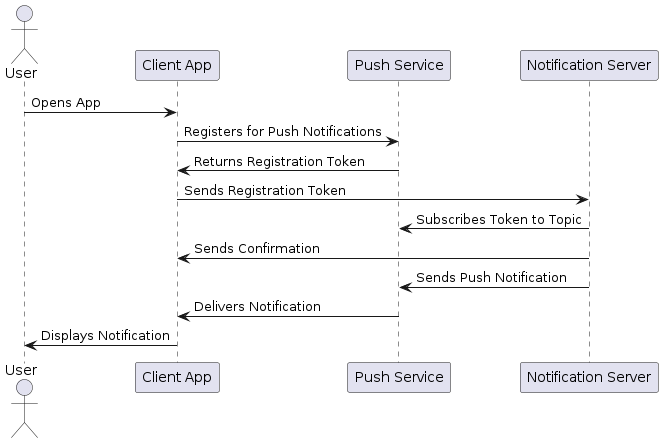 User
Client App
Push Service
Notification Server
Opens App
Registers for Push Notifications
Returns Registration Token
Sends Registration Token
Subscribes Token to Topic
Sends Confirmation
Sends Push Notification
Delivers Notification
Displays Notification
User
Client App
Push Service
Notification Server